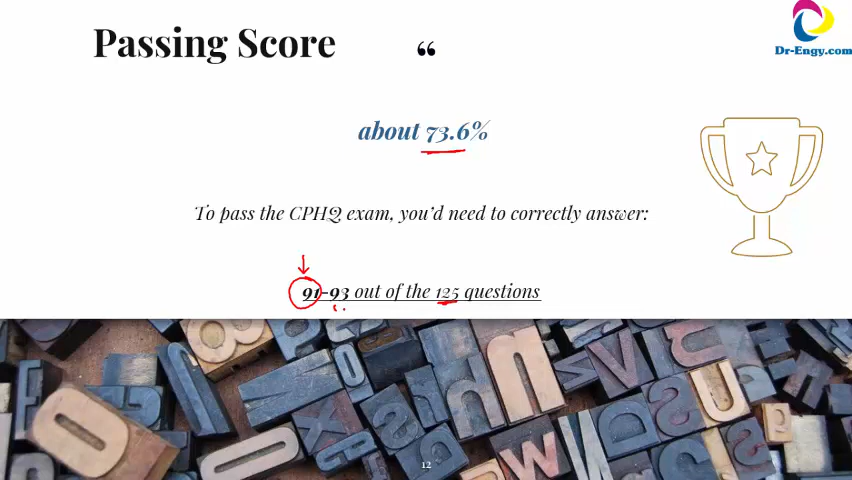 Passing Score
“
Dr-Engy.com
about 73.6%
To pass the CPHQ exam, you’d need to correctly answer:
91-93 out of the 125 questions
12